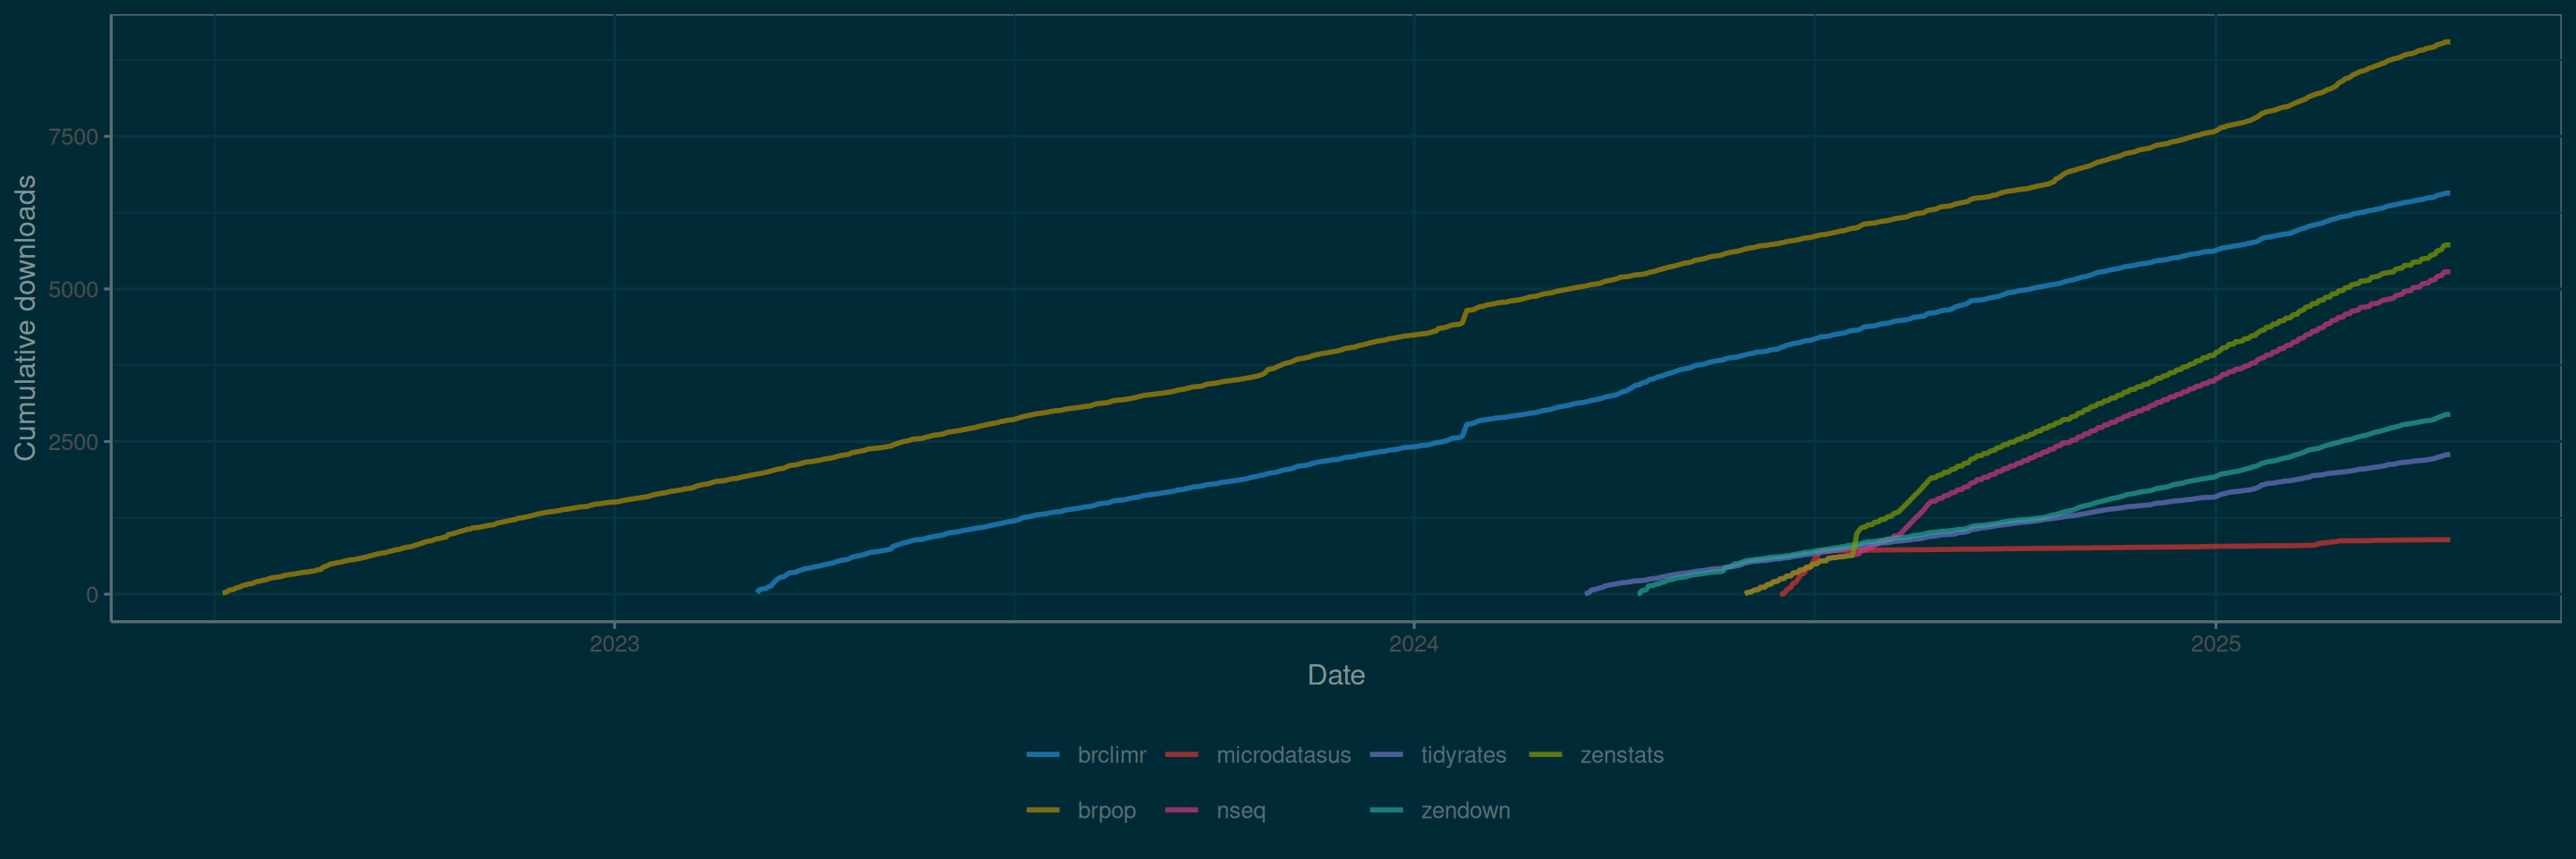 Cumulative downloads
7500
5000
2500
0
2023 2024 2025
Date
brclimr microdatasus tidyrates zenstats
brpop nseq zendown